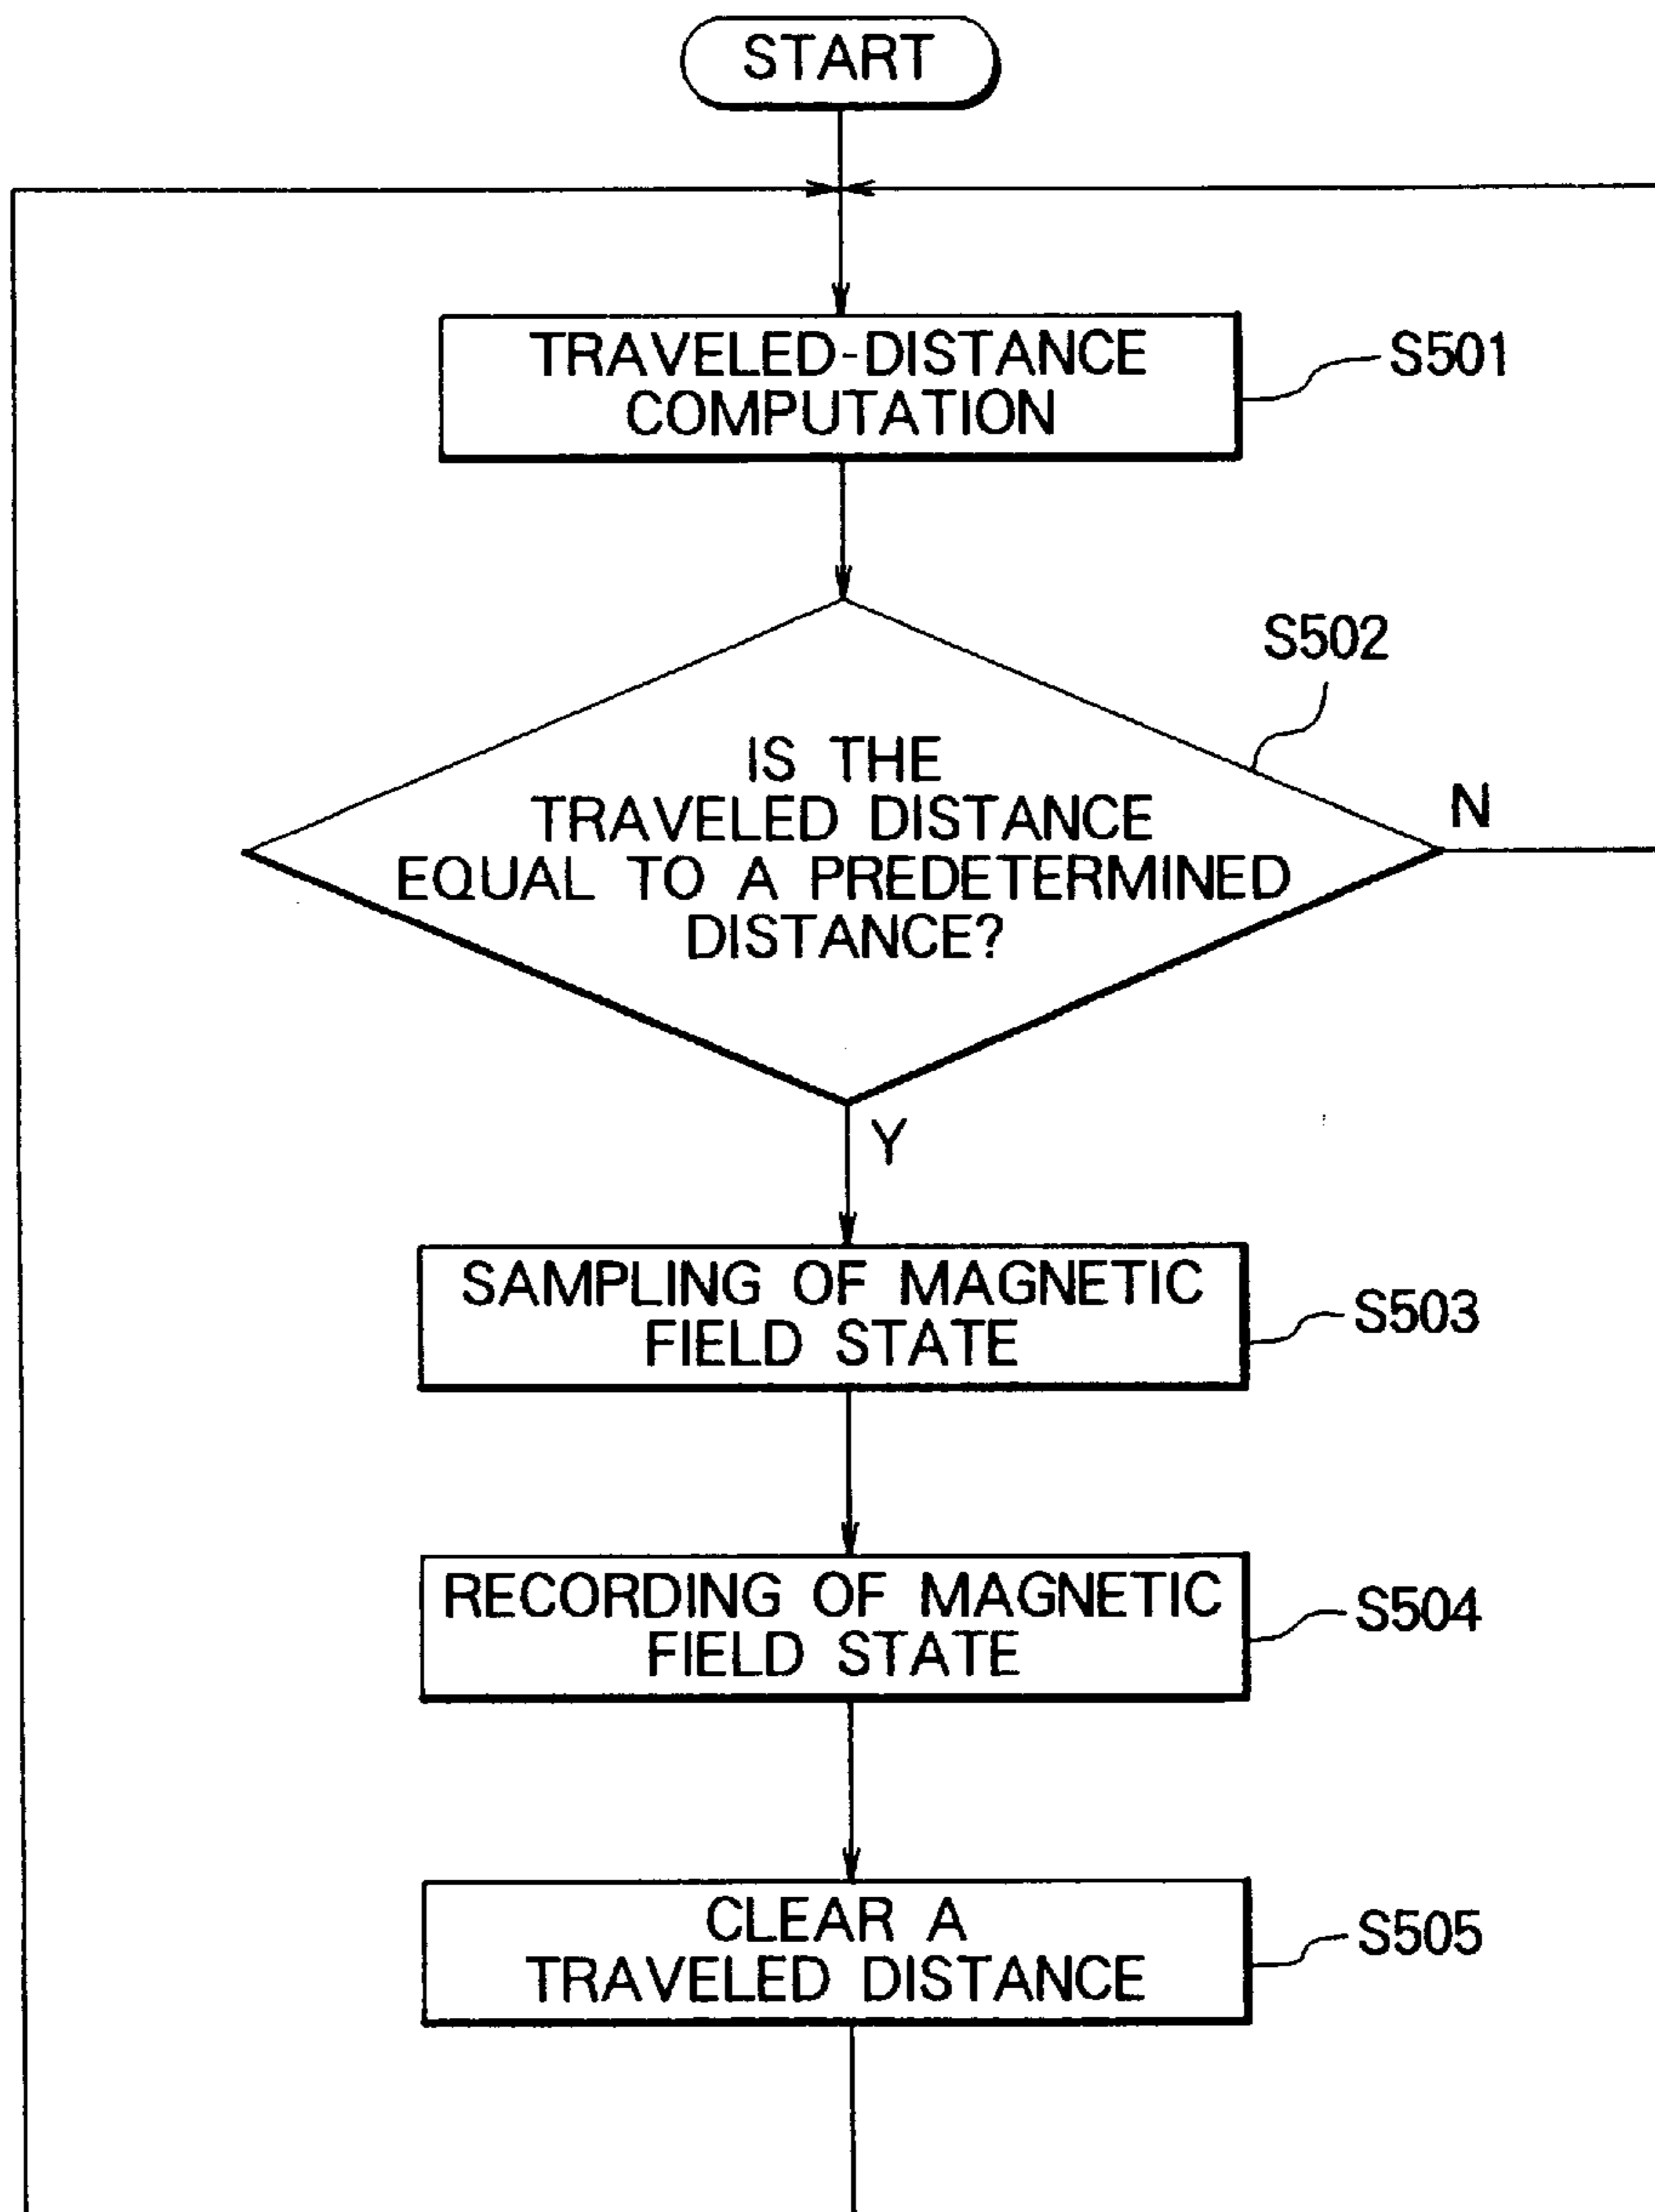 START
TRAVELED-DISTANCE
COMPUTATION
S501
S502
IS THE
TRAVELED DISTANCE
EQUAL TO A PREDETERMINED
DISTANCE?
N
Y
SAMPLING OF MAGNETIC
FIELD STATE
S503
RECORDING OF MAGNETIC
FIELD STATE
S504
CLEAR A
TRAVELED DISTANCE
S505